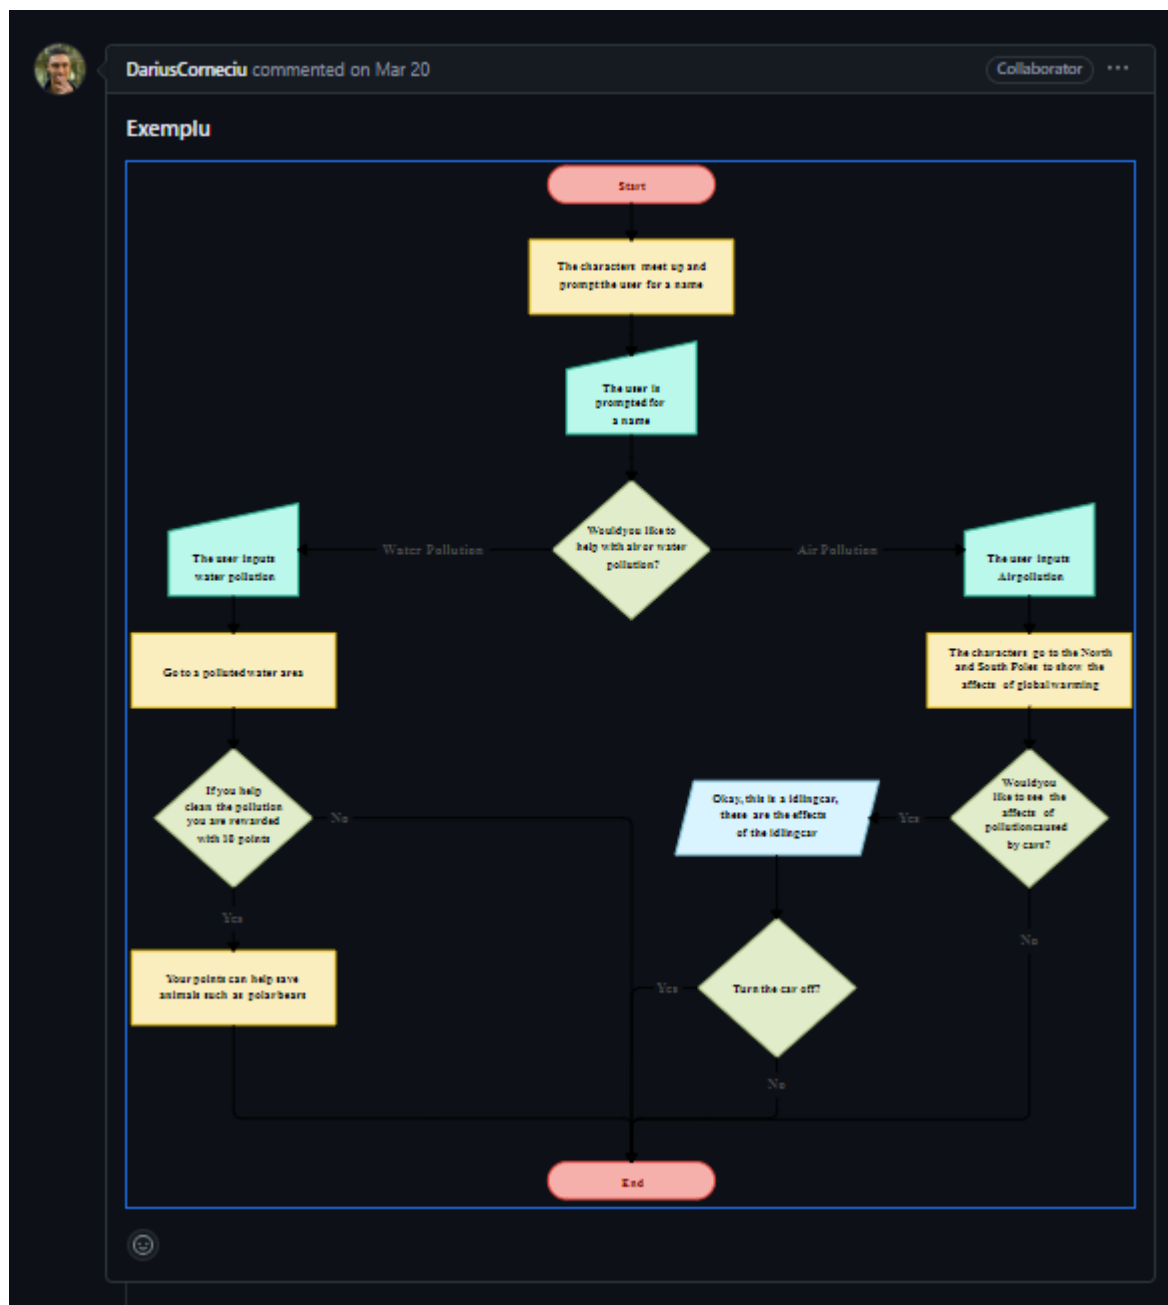 DariusCorneciu commented on Mar 20
Collaborator
Exemplu
Start
The characters meet up and
prompt the user for a name
The user is
prompted for
a name
Would you like to
help with air or water
pollution?
Water Pollution
Air Pollution
The user inputs
water pollution
The user inputs
Air pollution
Go to a polluted water area
The characters go to the North
and South Poles to show the
affects of global warming
If you help
clean the pollution
you are rewarded
with 10 points
No
Okay, this is a idling car,
these are the effects
of the idling car
Yes
Would you
like to see the
affects of
pollution caused
by cars?
Yes
No
Your points can help save
animals such as polar bears
Yes
Turn the car off?
No
End